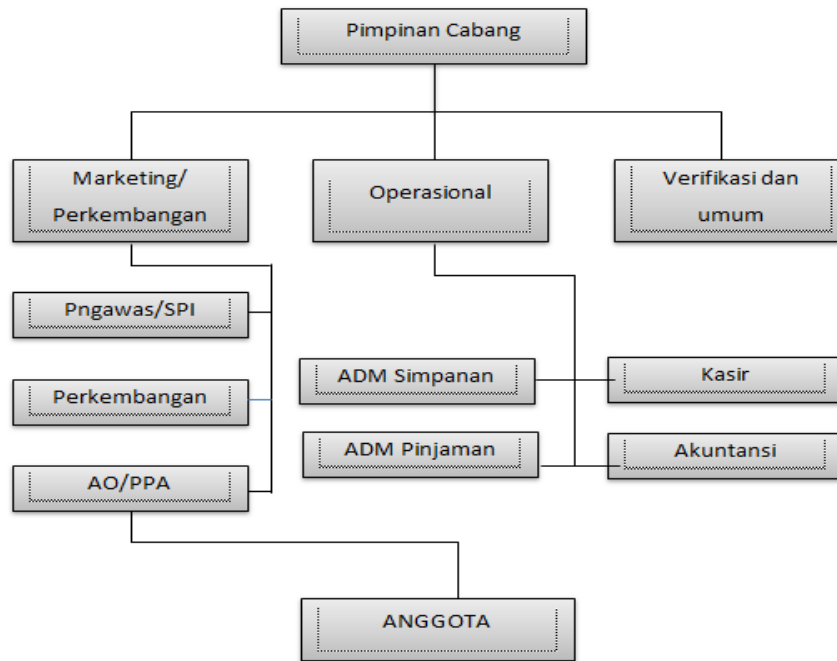 Pimpinan Cabang
Marketing/
Perkembangan
Operasional
Verifikasi dan
umum
Pngawas/SPI
Perkembangan
AO/PPA
ADM Simpanan
Kasir
ADM Pinjaman
Akuntansi
ANGGOTA